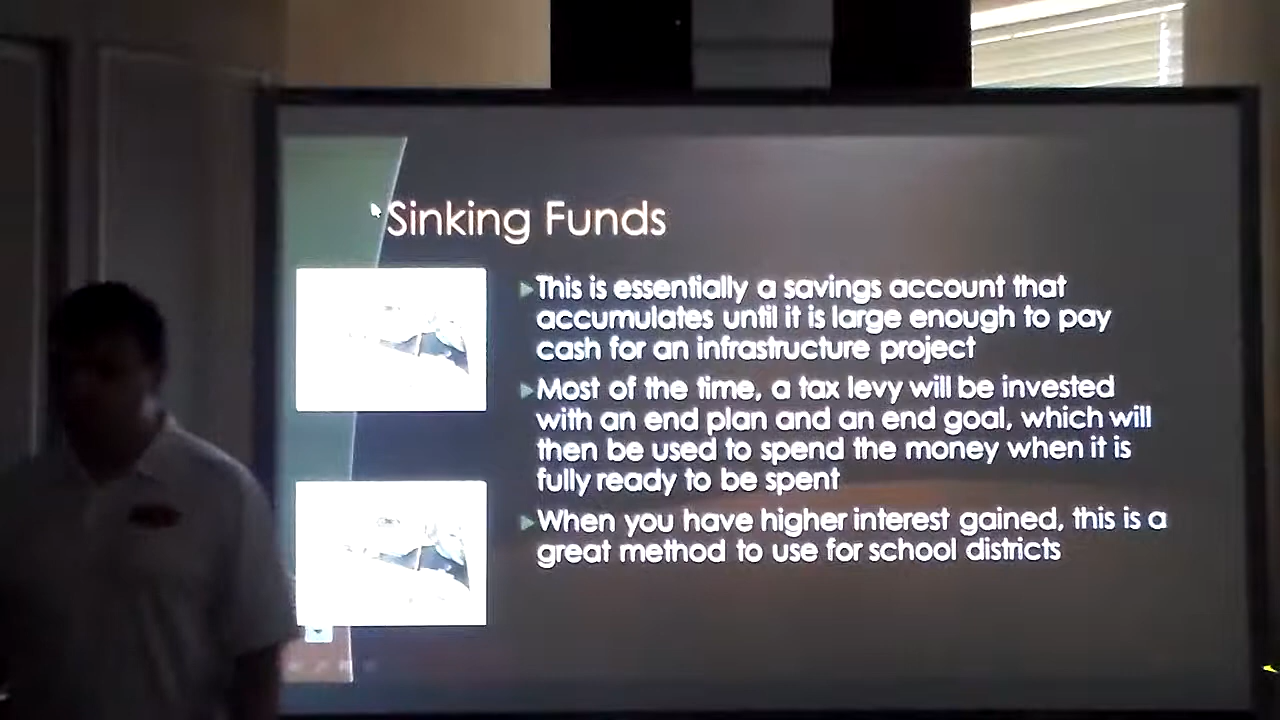 Sinking Funds
This is essentially a savings account that
accumulates until it is large enough to pay
cash for an infrastructure project
Most of the time, a tax levy will be invested
with an end plan and an end goal, which will
then be used to spend the money when it is
fully ready to be spent
When you have higher interest gained, this is a
great method to use for school districts